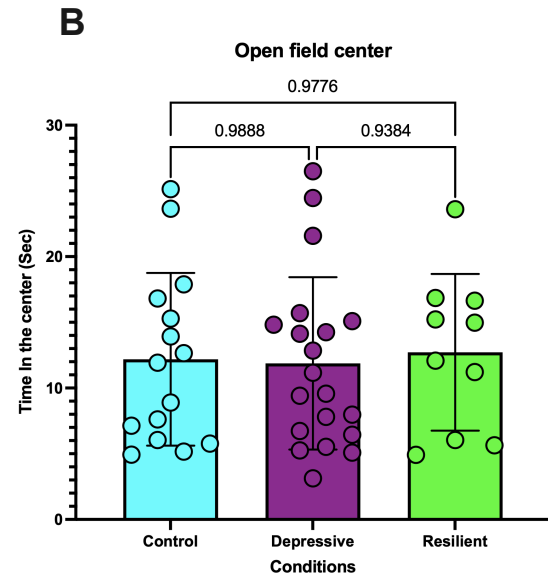 B
Open field center
0.9776
0.9888
0.9384
30
20
10
0
Time In the center (Sec)
Control
Depressive
Resilient
Conditions